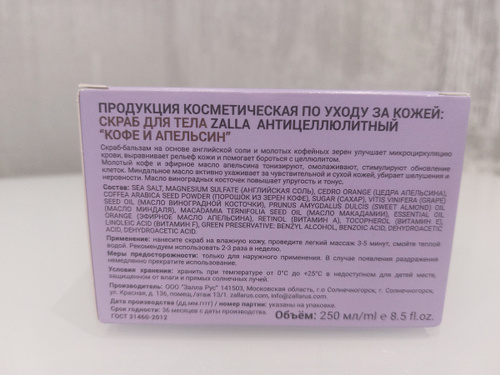 ПРОДУКЦИЯ КОСМЕТИЧЕСКАЯ ПО УХОДУ ЗА КОЖЕЙ:
СКРАБ ДЛЯ ТЕЛА ZALLA АНТИЦЕЛЛЮЛИТНЫЙ
"КОФЕ И АПЕЛЬСИН"
Скраб-бальзам на основе английской соли и молотых кофейных зерен улучшает микроциркуляцию
крови, выравнивает рельеф кожи и помогает бороться с целлюлитом.
Молотый кофе и эфирное масло апельсина тонизируют, омолаживают, стимулируют обновление
клеток. Миндальное масло активно ухаживает за чувствительной и сухой кожей, убирает шелушения и
неровности. Масло виноградных косточек повышает упругость и тонус.
Состав: SEA SALT, MAGNESIUM SULFATE (АНГЛИЙСКАЯ СОЛЬ), CEDRO ORANGE (ЦЕДРА АПЕЛЬСИНА),
COFFEA ARABICA SEED POWDER (ПОРОШОК ИЗ ЗЕРЕН КОФЕ), SUGAR (САХАР), VITIS VINIFERA (GRAPE)
SEED OIL (МАСЛО ВИНОГРАДНОЙ КОСТОЧКИ), PRUNUS AMYGDALUS DULCIS (SWEET ALMOND) OIL
(МАСЛО МИНДАЛЯ), MACADAMIA TERNIFOLIA SEED OIL (МАСЛО МАКАДАМИИ), ESSENTIAL OIL
ORANGE (ЭФИРНОЕ МАСЛО АПЕЛЬСИНА), RETINOL (ВИТАМИН А), TOCOPHEROL (ВИТАМИН Е),
LINOLEIC ACID (ВИТАМИН F), GREEN PRESERVATIVE: BENZYL ALCOHOL, BENZOIC ACID, DEHYDROACETIC
ACID, DEHYDROACETIC ACID.
Применение: нанесите скраб на влажную кожу, проведите легкий массаж 3-5 минут, смойте теплой
водой. Рекомендуем использовать 2-3 раза в неделю.
Меры предосторожности: только для наружного применения. В случае появления раздражения
немедленно прекратите использование.
Условия хранения: хранить при температуре от 0°С до +25°С в недоступном для детей месте,
защищенном от влаги и прямых солнечных лучей.
Производитель: ООО "Залла Рус" 141503, Московская область, г.о Солнечногорск, г. Солнечногорск,
ул. Красная, д. 136, помещ./этаж 13/1 zallarus.com, info@zallarus.com
Дата производства (дд.мм.гггг) / номер партии: указаны на упаковке.
Срок годности: 36 месяцев с даты производства.
ГОСТ 31460-2012
Объём: 250 мл/ml e 8.5 fl.oz.